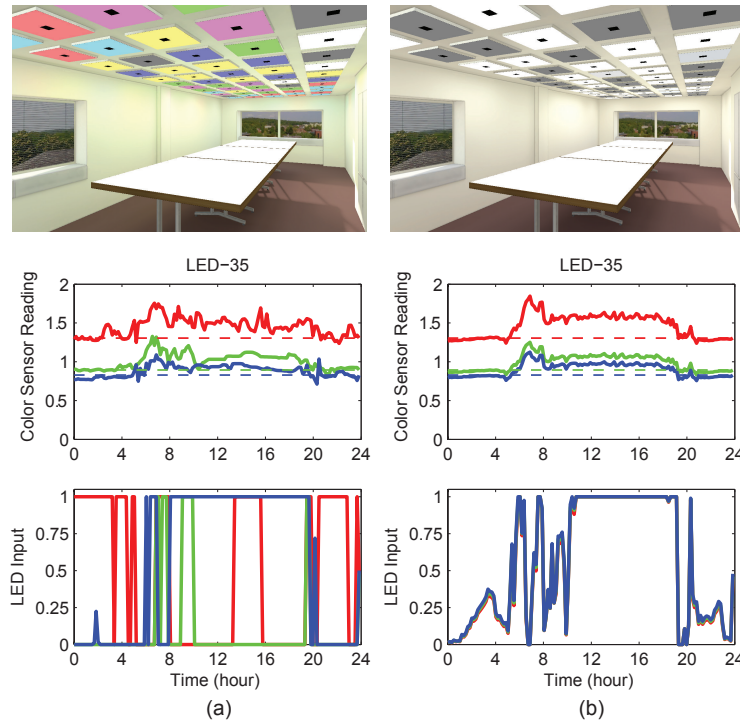 LED−35
Color Sensor Reading
2
1.5
1
0.5
0
0 4 8 12 16 20 24
LED Input
1
0.75
0.5
0.25
0
0 4 8 12 16 20 24
Time (hour)
(a)
LED−35
Color Sensor Reading
2
1.5
1
0.5
0
0 4 8 12 16 20 24
LED Input
1
0.75
0.5
0.25
0
0 4 8 12 16 20 24
Time (hour)
(b)